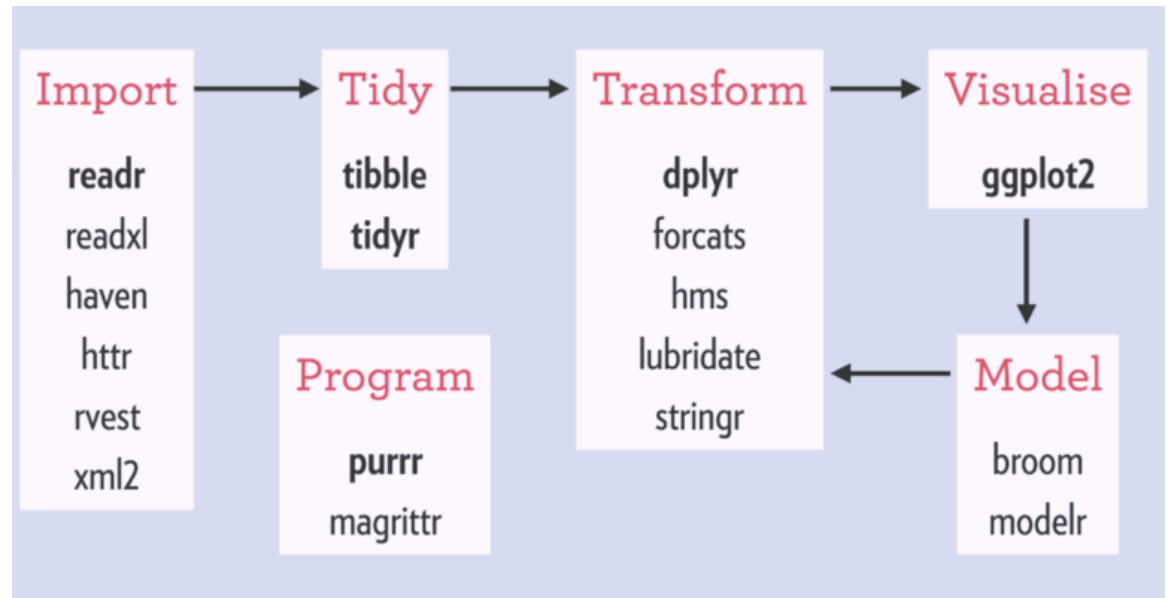 Import
readr
readxl
haven
httr
rvest
xml2
Tidy
tibble
tidyr
Program
purrr
magrittr
Transform
dplyr
forcats
hms
lubridate
stringr
Visualise
ggplot2
Model
broom
modelr